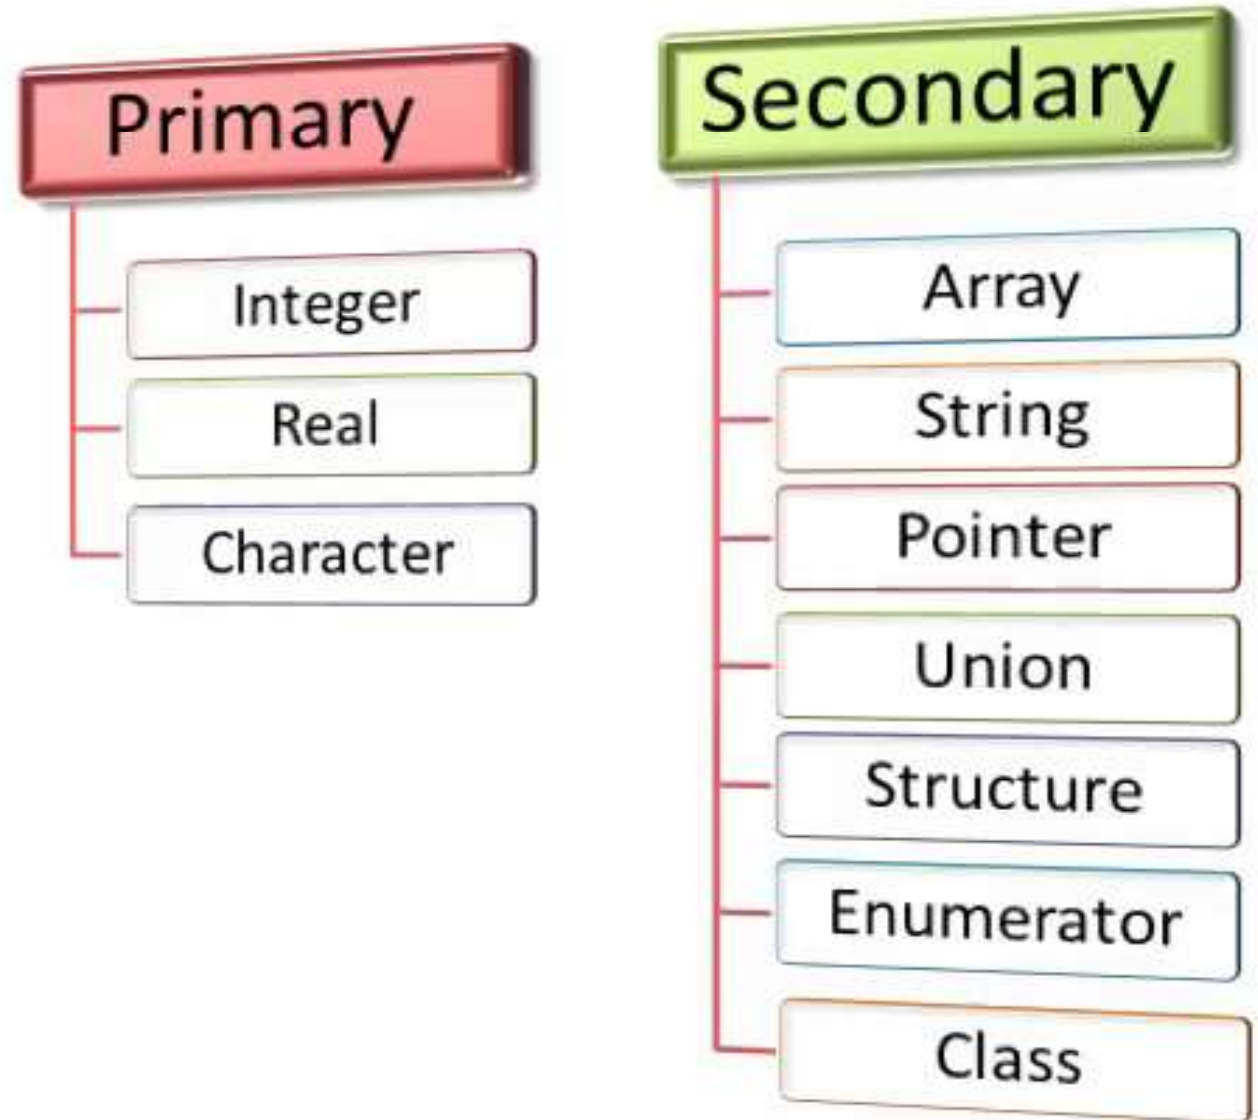 Primary
Integer
Real
Character
Secondary
Array
String
Pointer
Union
Structure
Enumerator
Class